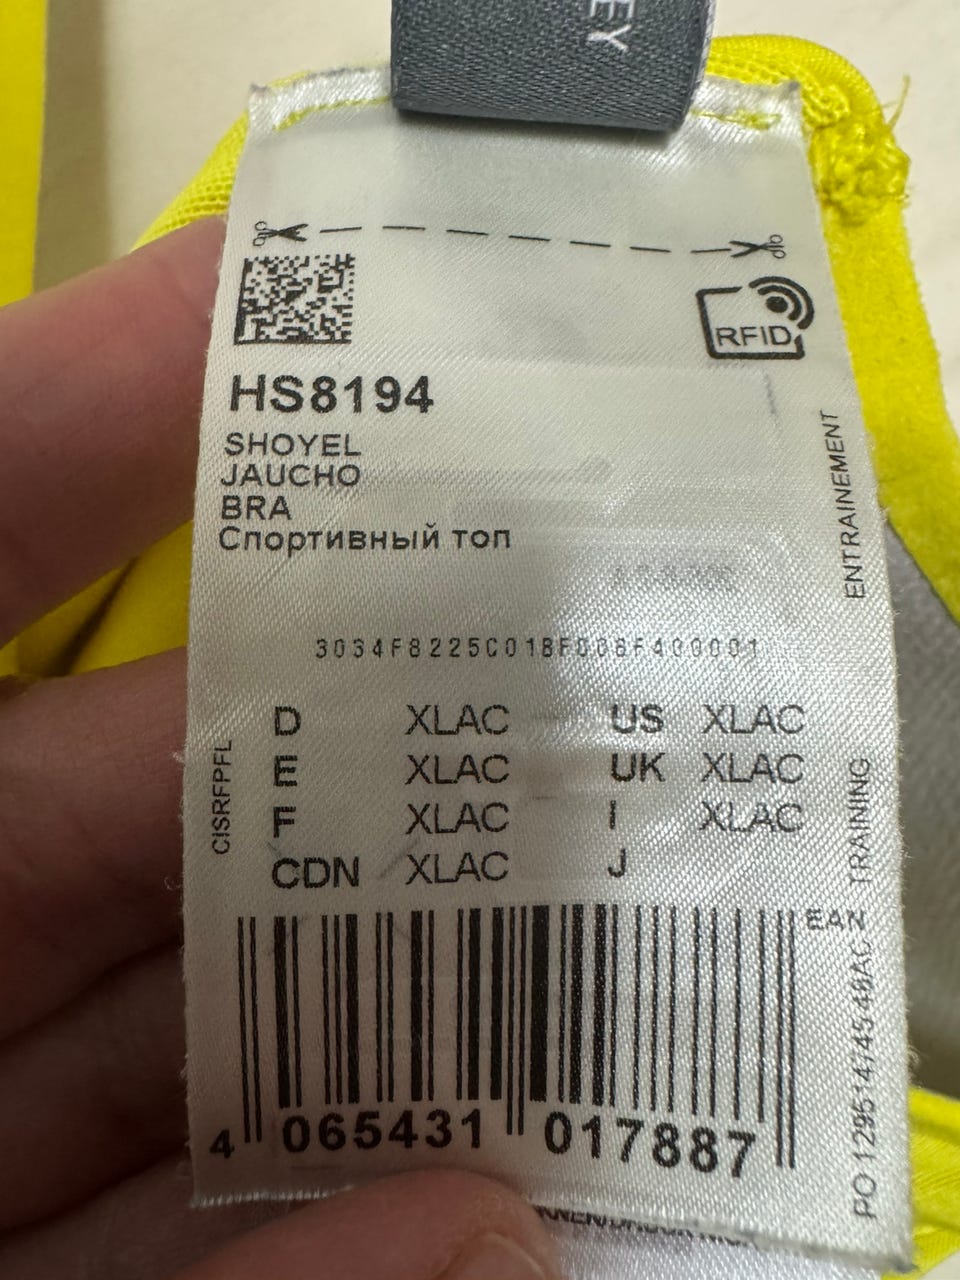 EY
RFID
HS8194
SHOYEL
JAUCHO
BRA
Спортивный топ
ENTRAINEMENT
3034F8225C01BF008F400001
D XLAC US XLAC
E XLAC UK XLAC
F XLAC I XLAC
CDN XLAC J
CISRFPFL
TRAINING
EAN
4 065431 017887